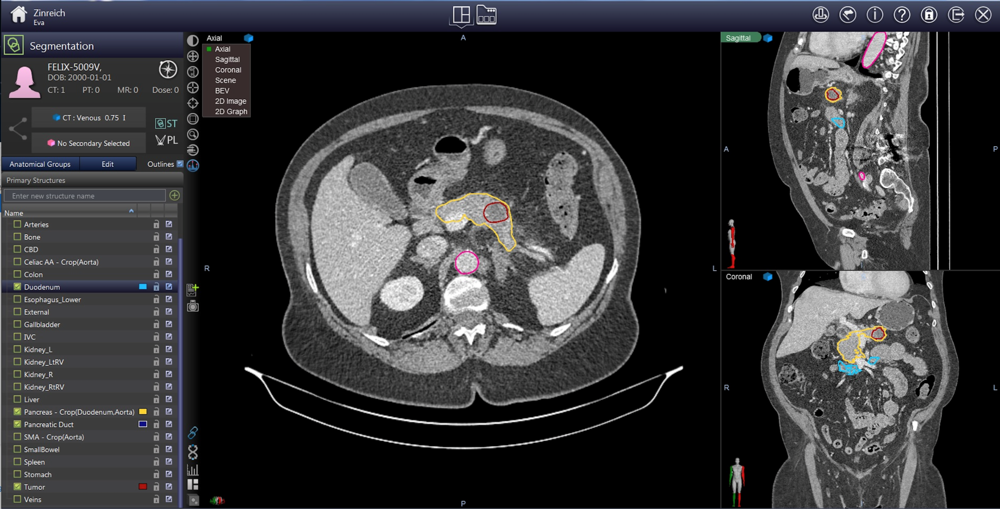 Zinreich
Eva
Segmentation
FELIX-5009V,
DOB: 2000-01-01
CT: 1 PT: 0 MR: 0 Dose: 0
CT : Venous 0.75 I
ST
No Secondary Selected
PL
Anatomical Groups Edit Outlines
Primary Structures
Enter new structure name
Name
Arteries
Bone
CBD
Celiac AA - Crop(Aorta)
Colon
Duodenum
Esophagus_Lower
External
Gallbladder
IVC
Kidney_L
Kidney_LtRV
Kidney_R
Kidney_RtRV
Liver
Pancreas - Crop(Duodenum,Aorta)
Pancreatic Duct
SMA - Crop(Aorta)
SmallBowel
Spleen
Stomach
Tumor
Veins
Axial
Axial
Sagittal
Coronal
Scene
BEV
2D Image
2D Graph
A
R
L
P
Sagittal
A
P
I
Coronal
R
L
I